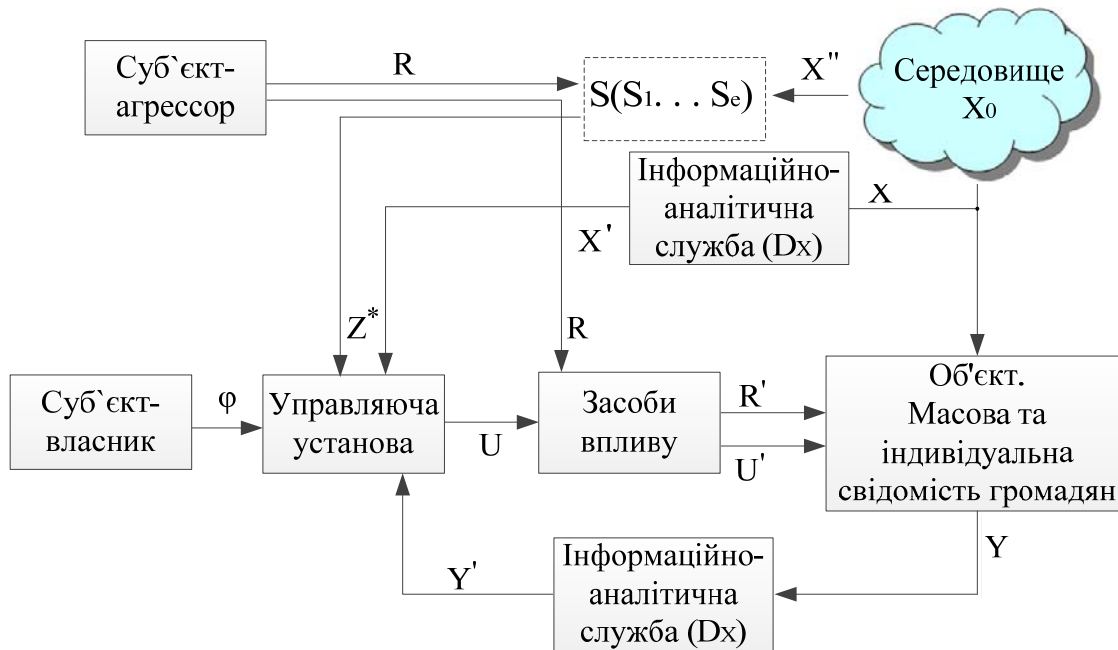 Суб`єкт-
агрессор
R
S(S1. . . Se)
X"
Середовище
X0
Інформаційно-
аналітична
служба (Dx)
X
X'
Z*
R
Суб`єкт-
власник
φ
Управляюча
установа
U
Засоби
впливу
R'
U'
Об'єкт.
Масова та
індивідуальна
свідомість громадян
Y
Y'
Інформаційно-
аналітична
служба (Dx)